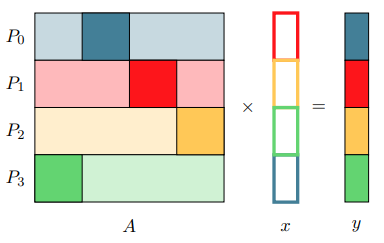 P₀
P₁
× =
P₂
P₃
A x y